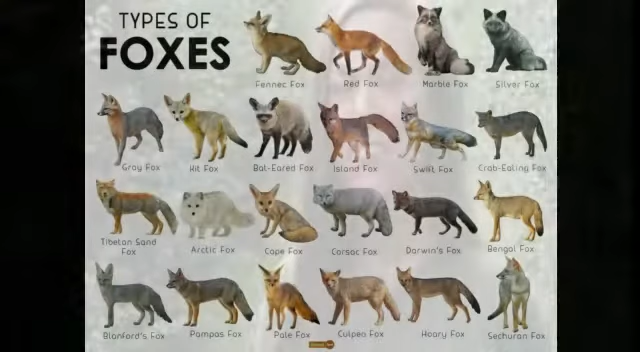 TYPES OF
FOXES
Fennec Fox
Red Fox
Marble Fox
Silver Fox
Gray Fox
Kit Fox
Bat-Eared Fox
Island Fox
Swift Fox
Crab-Eating Fox
Tibetan Sand
Fox
Arctic Fox
Cape Fox
Corsac Fox
Darwin's Fox
Bengal Fox
Blanford's Fox
Pampas Fox
Pale Fox
Culpeo Fox
Hoary Fox
Sechuran Fox